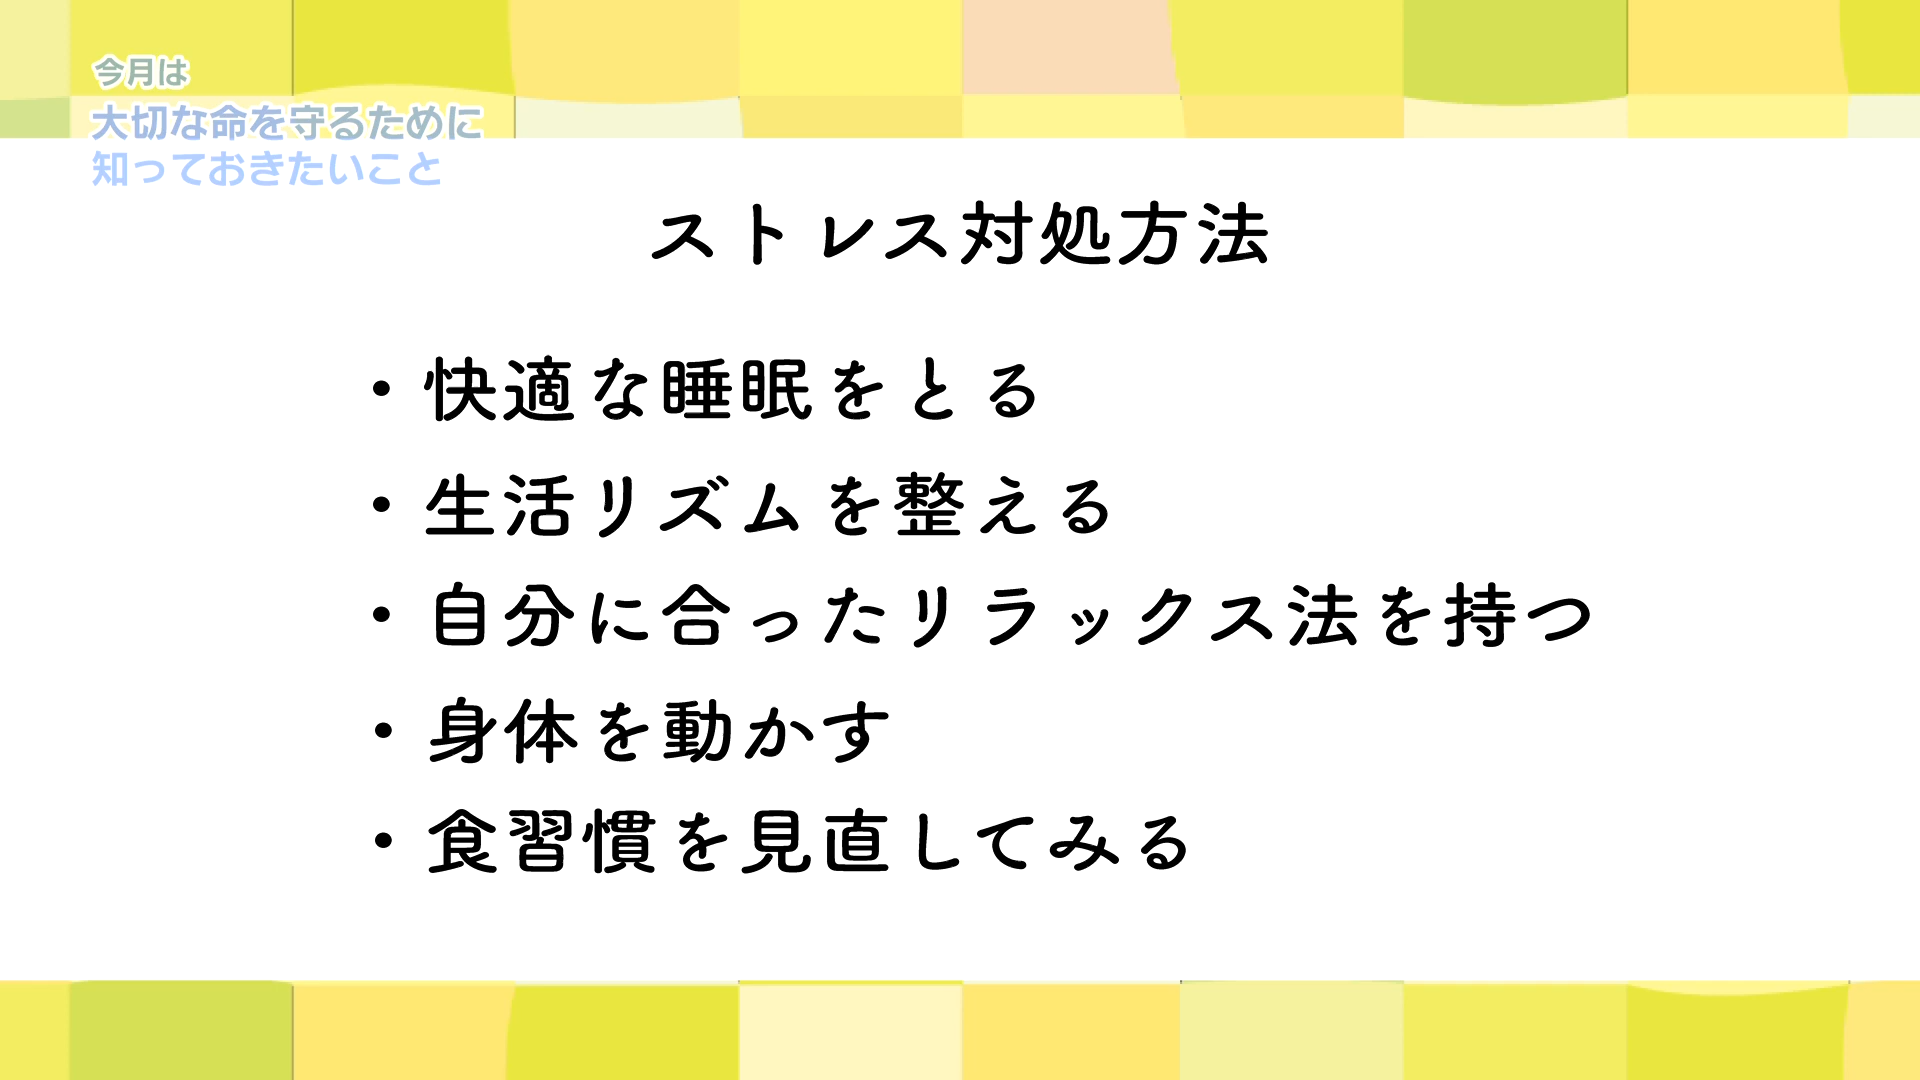 今月は
大切な命を守るために
知っておきたいこと
ストレス対処方法
・快適な睡眠をとる
・生活リズムを整える
・自分に合ったリラックス法を持つ
・身体を動かす
・食習慣を見直してみる